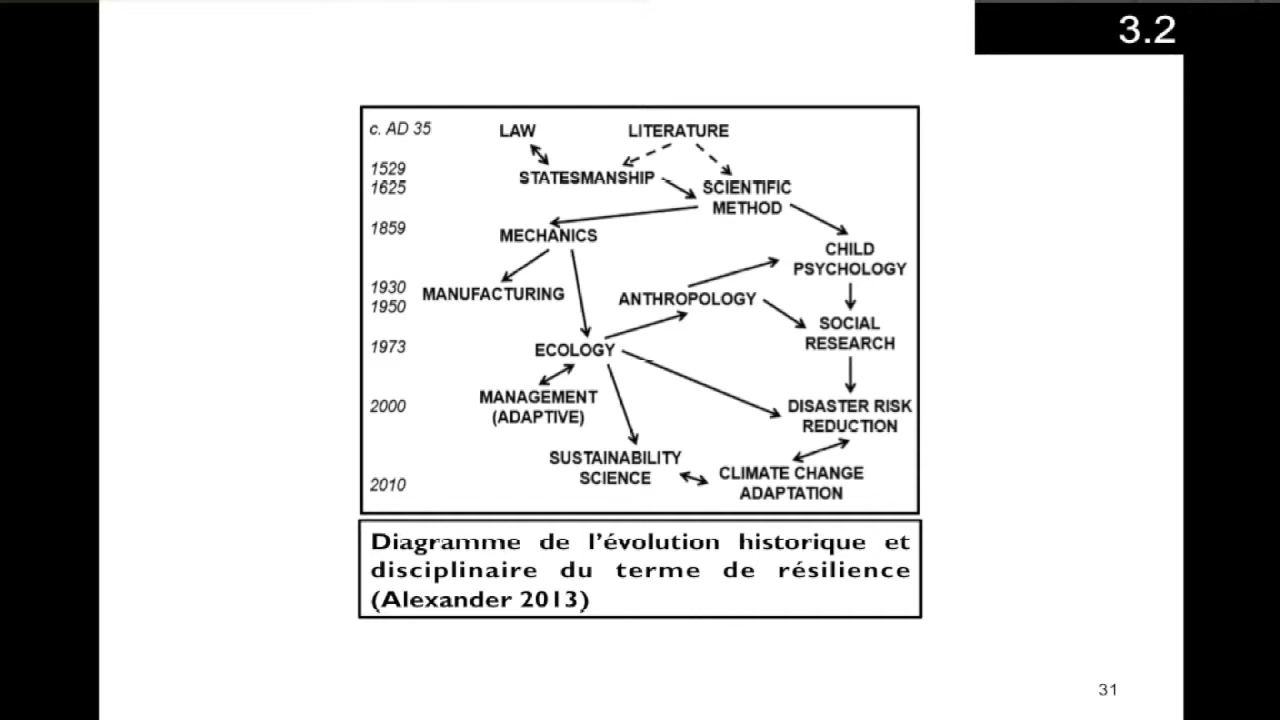 3.2
c. AD 35
LAW
LITERATURE
1529
STATESMANSHIP
1625
SCIENTIFIC
METHOD
1859
MECHANICS
CHILD
PSYCHOLOGY
1930
MANUFACTURING
ANTHROPOLOGY
1950
SOCIAL
RESEARCH
1973
ECOLOGY
MANAGEMENT
(ADAPTIVE)
2000
DISASTER RISK
REDUCTION
SUSTAINABILITY
SCIENCE
CLIMATE CHANGE
ADAPTATION
2010
Diagramme de l'évolution historique et
disciplinaire du terme de résilience
(Alexander 2013)
31